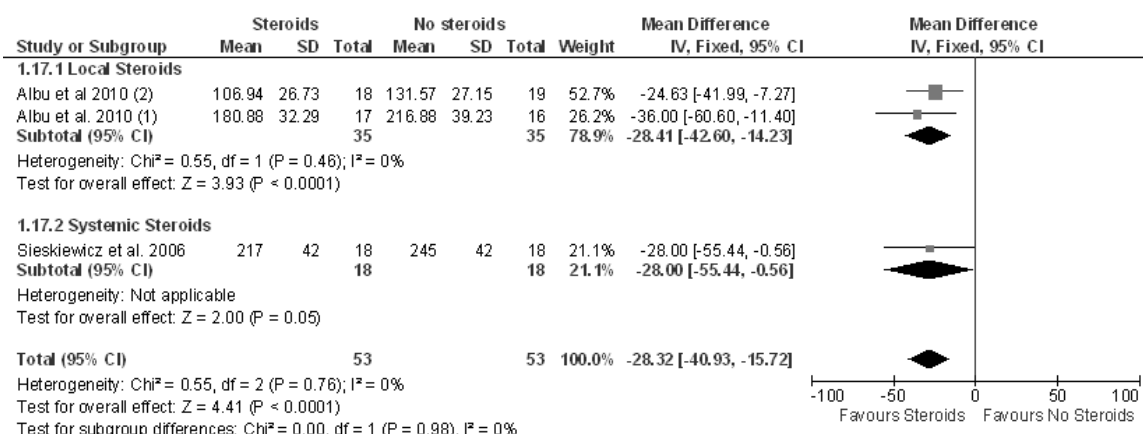 Steroids No steroids Mean Difference Mean Difference
Study or Subgroup Mean SD Total Mean SD Total Weight IV, Fixed, 95% CI IV, Fixed, 95% CI
1.17.1 Local Steroids
Albu et al 2010 (2) 106.94 26.73 18 131.57 27.15 19 52.7% -24.63 [-41.99, -7.27]
Albu et al. 2010 (1) 180.88 32.29 17 216.88 39.23 16 26.2% -36.00 [-60.60, -11.40]
Subtotal (95% CI) 35 35 78.9% -28.41 [-42.60, -14.23]
Heterogeneity: Chi² = 0.55, df = 1 (P = 0.46); I² = 0%
Test for overall effect: Z = 3.93 (P < 0.0001)
1.17.2 Systemic Steroids
Sieskiewicz et al. 2006 217 42 18 245 42 18 21.1% -28.00 [-55.44, -0.56]
Subtotal (95% CI) 18 18 21.1% -28.00 [-55.44, -0.56]
Heterogeneity: Not applicable
Test for overall effect: Z = 2.00 (P = 0.05)
Total (95% CI) 53 53 100.0% -28.32 [-40.93, -15.72]
Heterogeneity: Chi² = 0.55, df = 2 (P = 0.76); I² = 0%
Test for overall effect: Z = 4.41 (P < 0.0001)
Test for subgroup differences: Chi² = 0.00, df = 1 (P = 0.98), I² = 0%
-100 -50 0 50 100
Favours Steroids Favours No Steroids